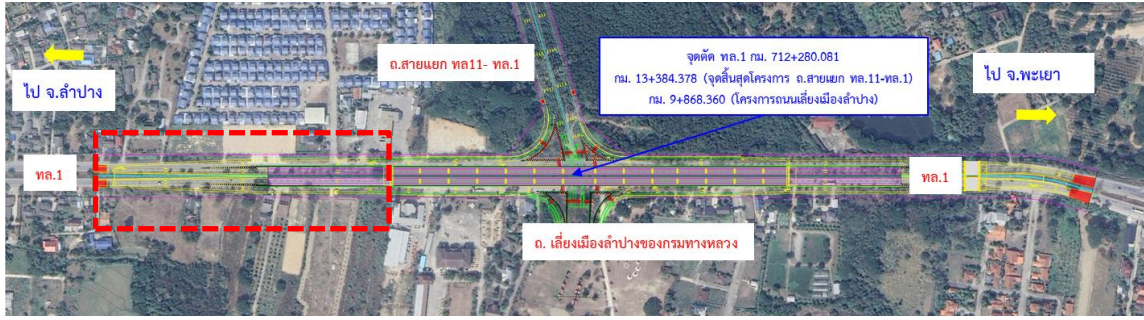 ไป จ.ลำปาง
ทล.1
ถ.สายแยก ทล11- ทล.1
จุดตัด ทล.1 กม. 712+280.081
กม. 13+384.378 (จุดสิ้นสุดโครงการ ถ.สายแยก ทล.11-ทล.1)
กม. 9+868.360 (โครงการถนนเลี่ยงเมืองลำปาง)
ไป จ.พะเยา
ทล.1
ถ. เลี่ยงเมืองลำปางของกรมทางหลวง